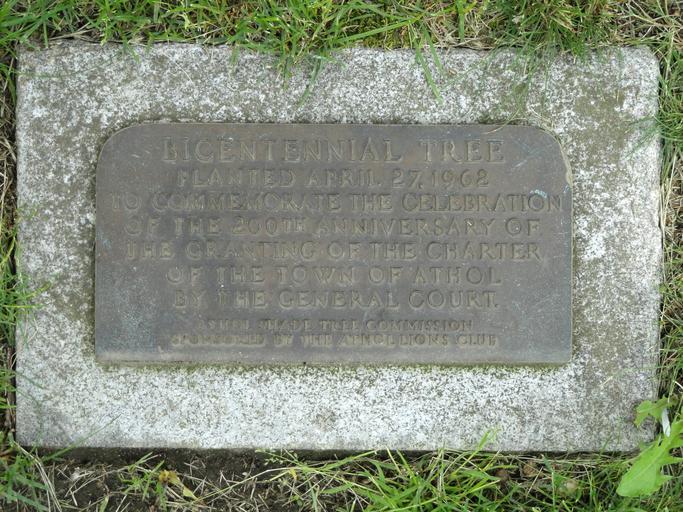 BICENTENNIAL TREE
PLANTED APRIL 27, 1962
TO COMMEMORATE THE CELEBRATION
OF THE 200TH ANNIVERSARY OF
THE GRANTING OF THE CHARTER
OF THE TOWN OF ATHOL
BY THE GENERAL COURT.
SHADE TREE COMMISSION
SPONSORED BY THE ATHOL LIONS CLUB